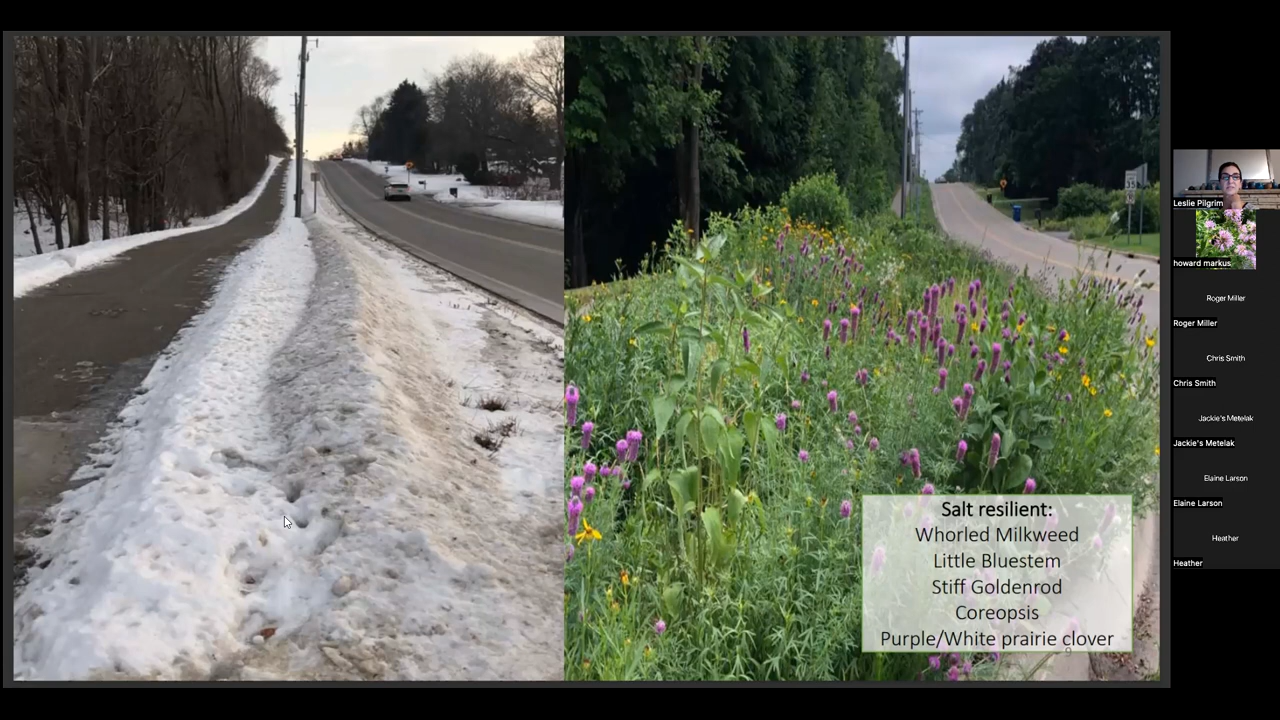 Salt resilient:
Whorled Milkweed
Little Bluestem
Stiff Goldenrod
Coreopsis
Purple/White prairie clover
35
Leslie Pilgrim
howard markus
Roger Miller
Roger Miller
Chris Smith
Chris Smith
Jackie's Metelak
Jackie's Metelak
Elaine Larson
Elaine Larson
Heather
Heather